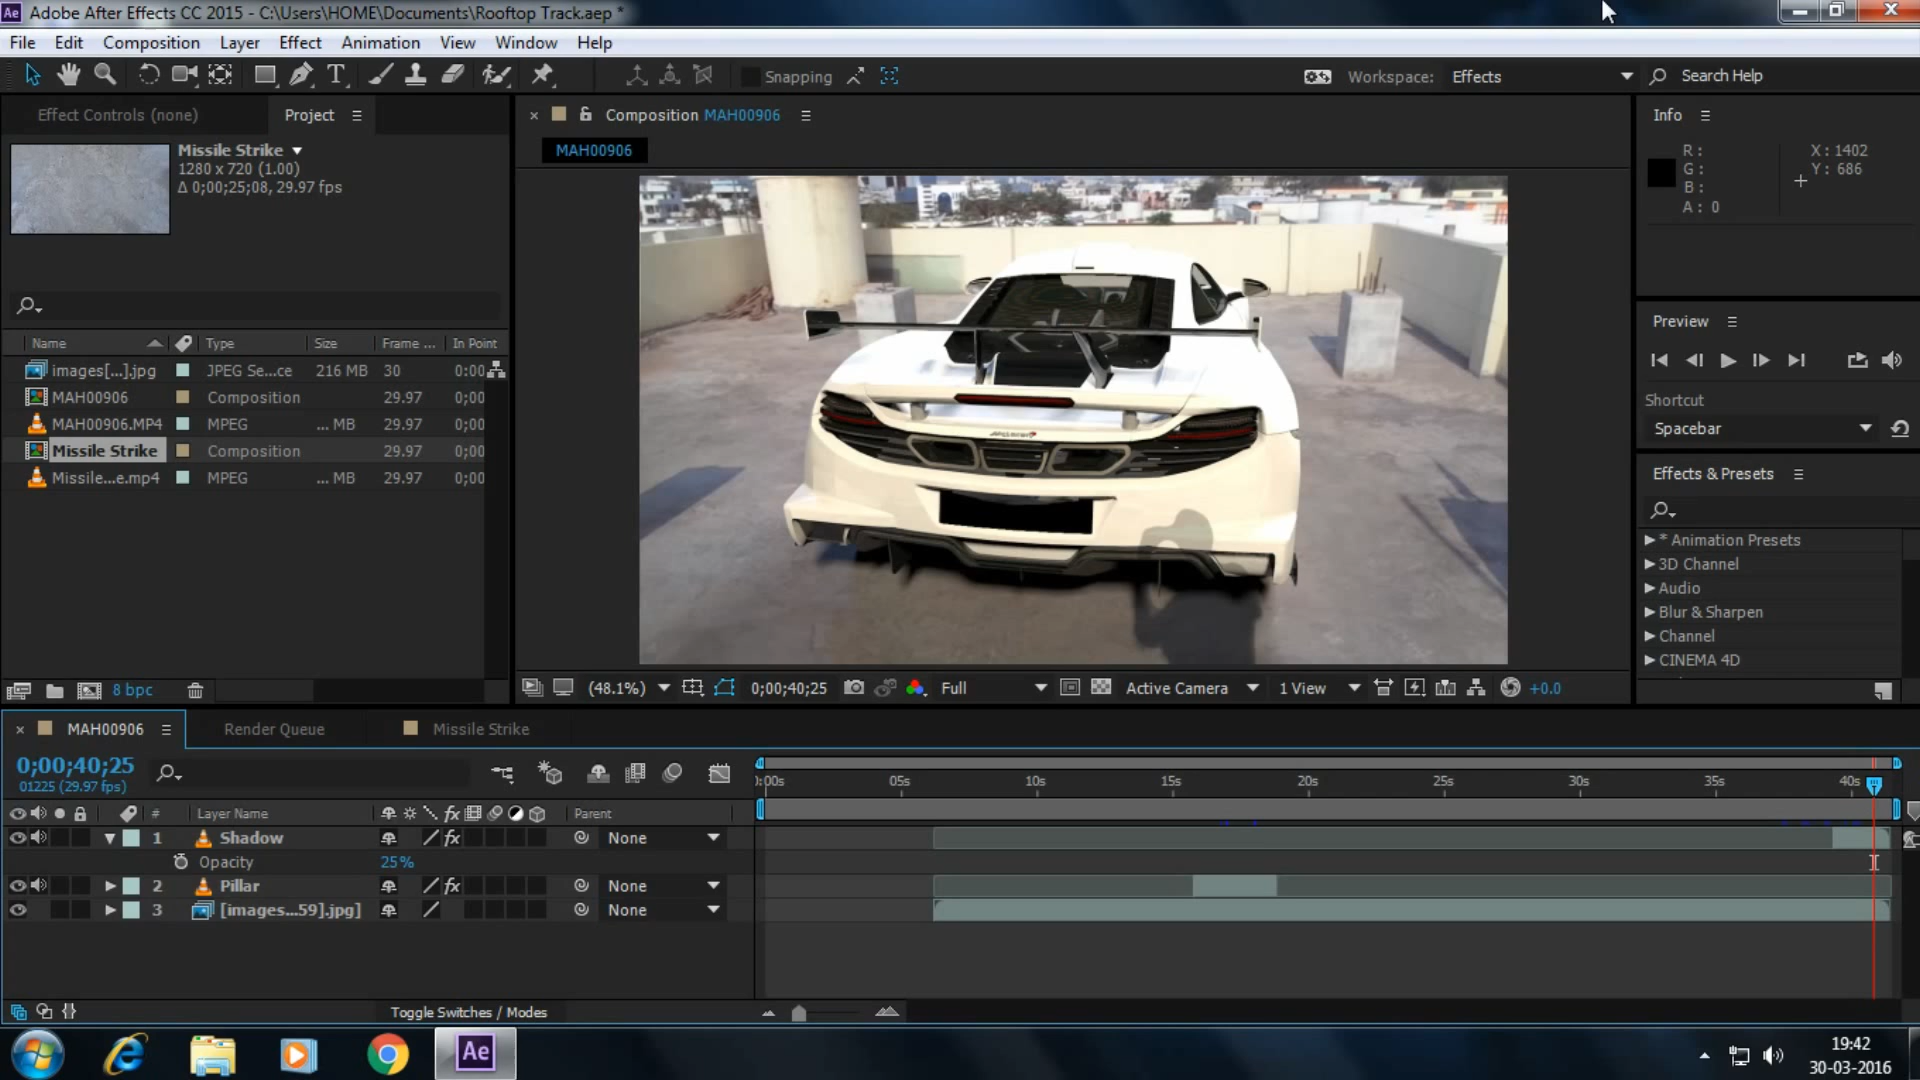 Adobe After Effects CC 2015 - C:\Users\HOME\Documents\Rooftop Track.aep *
File Edit Composition Layer Effect Animation View Window Help
Snapping Workspace: Effects Search Help
Effect Controls (none) Project
Missile Strike
1280 x 720 (1.00)
Δ 0;00;25;08, 29.97 fps
Name Type Size Frame ... In Point
images[...].jpg JPEG Se...ce 216 MB 30 0:00
MAH00906 Composition 29.97 0;00
MAH00906.MP4 MPEG ... MB 29.97 0;00
Missile Strike Composition 29.97 0;00
Missile...e.mp4 MPEG ... MB 29.97 0;00
8 bpc
Composition MAH00906
MAH00906
(48.1%) 0;00;40;25 Full Active Camera 1 View +0.0
Info
R: X: 1402
G: Y: 686
B:
A: 0
Preview
Shortcut
Spacebar
Effects & Presets
* Animation Presets
3D Channel
Audio
Blur & Sharpen
Channel
CINEMA 4D
MAH00906 Render Queue Missile Strike
0;00;40;25
01225 (29.97 fps)
# Layer Name fx Parent
1 Shadow fx None
Opacity 25%
2 Pillar fx None
3 [images...59].jpg] None
):00s 05s 10s 15s 20s 25s 30s 35s 40s
Toggle Switches / Modes
Ae
19:42
30-03-2016